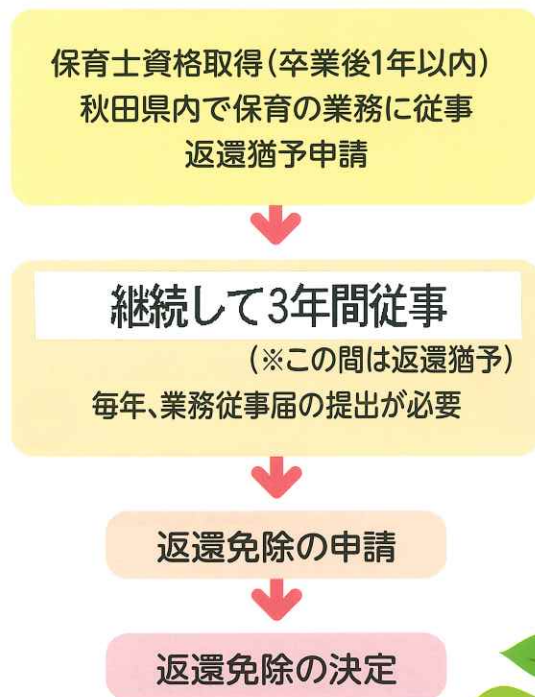 保育士資格取得(卒業後1年以内)
秋田県内で保育の業務に従事
返還猶予申請
継続して3年間従事
(※この間は返還猶予)
毎年、業務従事届の提出が必要
返還免除の申請
返還免除の決定